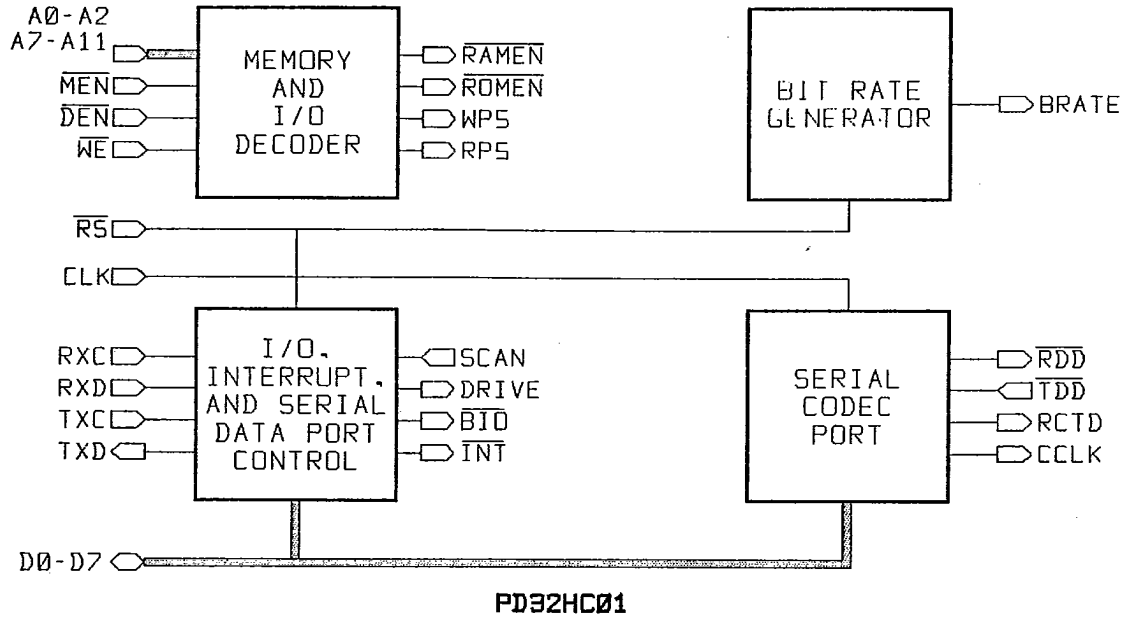 A0-A2
A7-A11
MEN
DEN
WE
MEMORY
AND
I/O
DECODER
RAMEN
ROMEN
WPS
RPS
BIT RATE
GENERATOR
BRATE
RS
CLK
RXC
RXD
TXC
TXD
I/O,
INTERRUPT,
AND SERIAL
DATA PORT
CONTROL
SCAN
DRIVE
BIO
INT
SERIAL
CODEC
PORT
RDD
TDD
RCTD
CCLK
D0-D7
PD32HC01